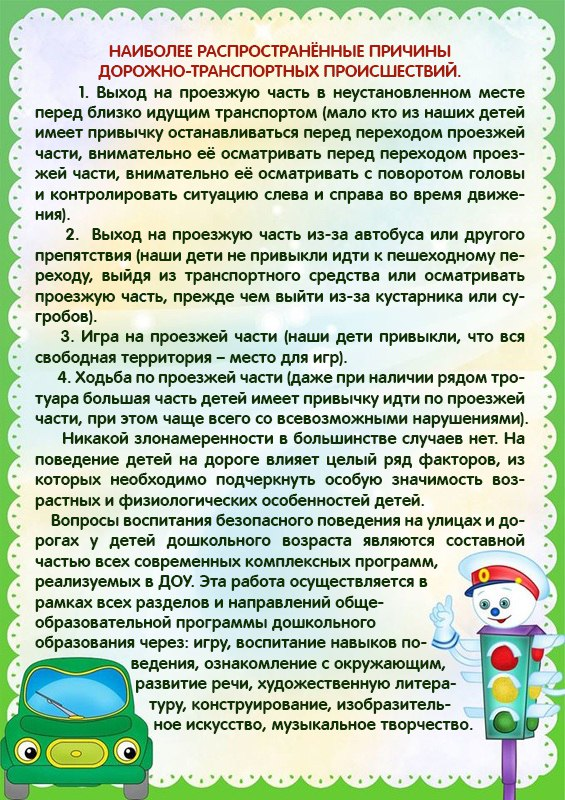 НАИБОЛЕЕ РАСПРОСТРАНЁННЫЕ ПРИЧИНЫ
ДОРОЖНО-ТРАНСПОРТНЫХ ПРОИСШЕСТВИЙ.
1. Выход на проезжую часть в неустановленном месте
перед близко идущим транспортом (мало кто из наших детей
имеет привычку останавливаться перед переходом проезжей
части, внимательно её осматривать перед переходом проез-
жей части, внимательно её осматривать с поворотом головы
и контролировать ситуацию слева и справа во время движе-
ния).
2. Выход на проезжую часть из-за автобуса или другого
препятствия (наши дети не привыкли идти к пешеходному пе-
реходу, выйдя из транспортного средства или осматривать
проезжую часть, прежде чем выйти из-за кустарника или су-
гробов).
3. Игра на проезжей части (наши дети привыкли, что вся
свободная территория – место для игр).
4. Ходьба по проезжей части (даже при наличии рядом тро-
туара большая часть детей имеет привычку идти по проезжей
части, при этом чаще всего со всевозможными нарушениями).
Никакой злонамеренности в большинстве случаев нет. На
поведение детей на дороге влияет целый ряд факторов, из
которых необходимо подчеркнуть особую значимость воз-
растных и физиологических особенностей детей.
Вопросы воспитания безопасного поведения на улицах и до-
рогах у детей дошкольного возраста являются составной
частью всех современных комплексных программ,
реализуемых в ДОУ. Эта работа осуществляется в
рамках всех разделов и направлений обще-
образовательной программы дошкольного
образования через: игру, воспитание навыков по-
ведения, ознакомление с окружающим,
развитие речи, художественную литера-
туру, конструирование, изобразитель-
ное искусство, музыкальное творчество.